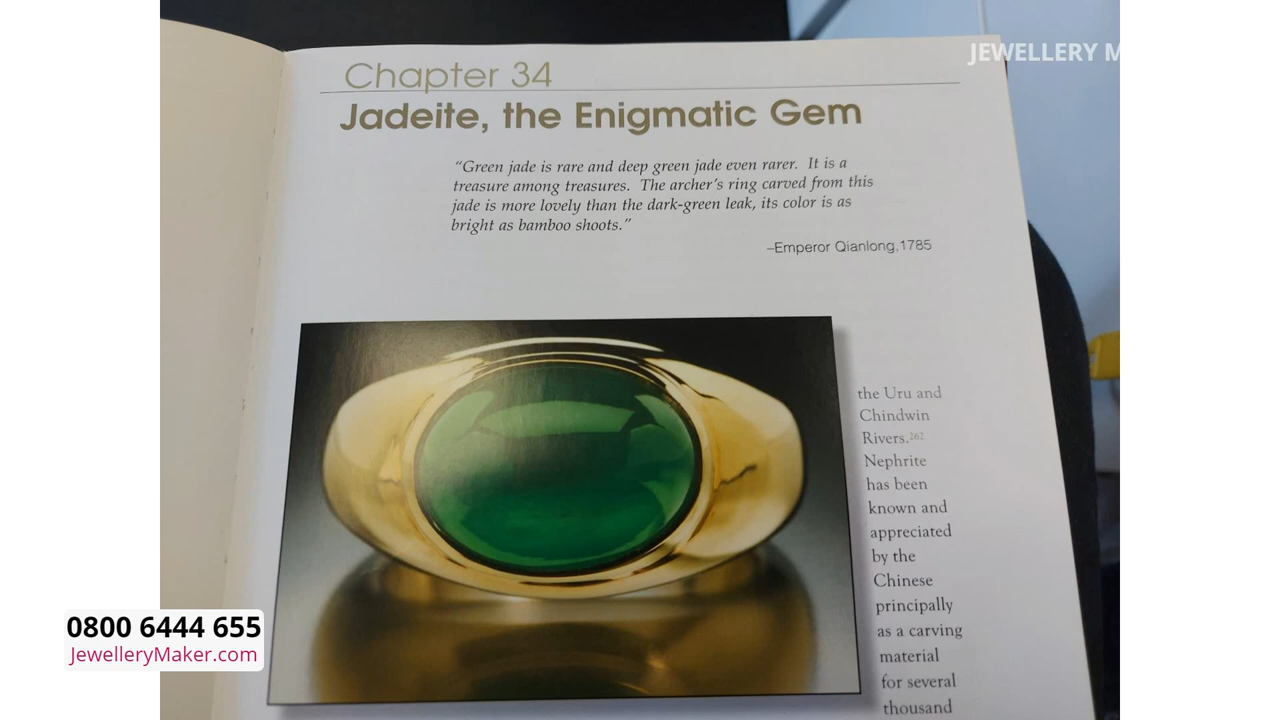 JEWELLERY M
Chapter 34
Jadeite, the Enigmatic Gem
“Green jade is rare and deep green jade even rarer. It is a
treasure among treasures. The archer’s ring carved from this
jade is more lovely than the dark-green leak, its color is as
bright as bamboo shoots.”
–Emperor Qianlong,1785
the Uru and
Chindwin
Rivers.262
Nephrite
has been
known and
appreciated
by the
Chinese
principally
as a carving
material
for several
thousand
0800 6444 655
JewelleryMaker.com